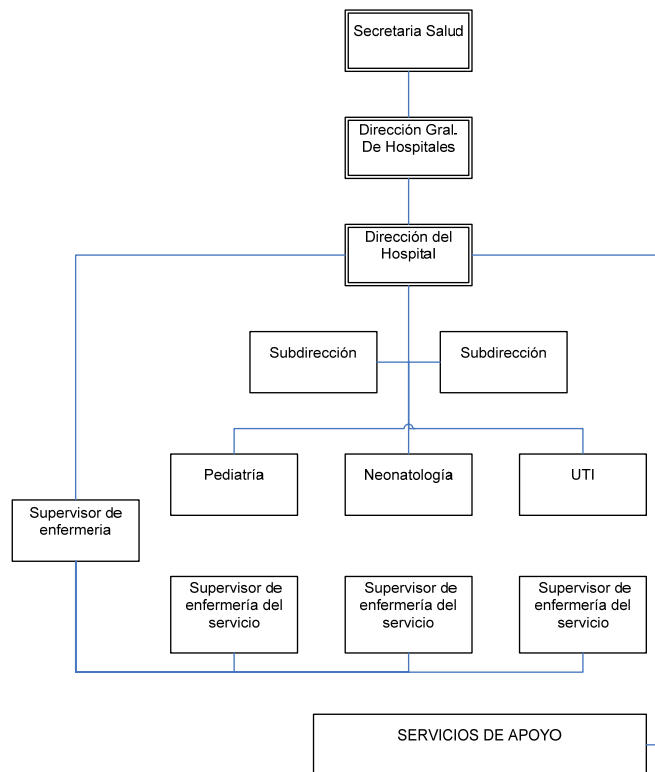 Secretaria Salud
Dirección Gral.
De Hospitales
Dirección del
Hospital
Subdirección
Subdirección
Pediatría
Neonatología
UTI
Supervisor de
enfermeria
Supervisor de
enfermería del
servicio
Supervisor de
enfermería del
servicio
Supervisor de
enfermería del
servicio
SERVICIOS DE APOYO